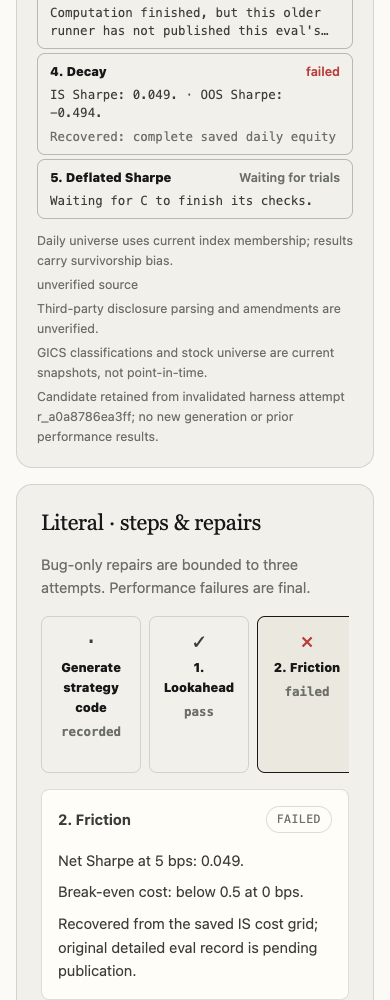 Computation finished, but this older
runner has not published this eval's…
4. Decay failed
IS Sharpe: 0.049. · OOS Sharpe:
−0.494.
Recovered: complete saved daily equity
5. Deflated Sharpe Waiting for trials
Waiting for C to finish its checks.
Daily universe uses current index membership; results
carry survivorship bias.
unverified source
Third-party disclosure parsing and amendments are
unverified.
GICS classifications and stock universe are current
snapshots, not point-in-time.
Candidate retained from invalidated harness attempt
r_a0a8786ea3ff; no new generation or prior
performance results.
Literal · steps & repairs
Bug-only repairs are bounded to three
attempts. Performance failures are final.
· ✓ ✕
Generate
strategy
code
recorded
1.
Lookahead
pass
2. Friction
failed
2. Friction FAILED
Net Sharpe at 5 bps: 0.049.
Break-even cost: below 0.5 at 0 bps.
Recovered from the saved IS cost grid;
original detailed eval record is pending
publication.